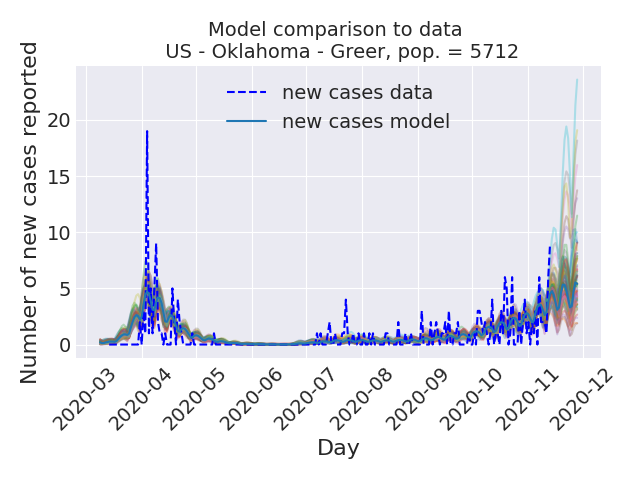 Model comparison to data
US - Oklahoma - Greer, pop. = 5712
new cases data
new cases model
Number of new cases reported
20
15
10
5
0
2020-03
2020-04
2020-05
2020-06
2020-07
2020-08
2020-09
2020-10
2020-11
2020-12
Day